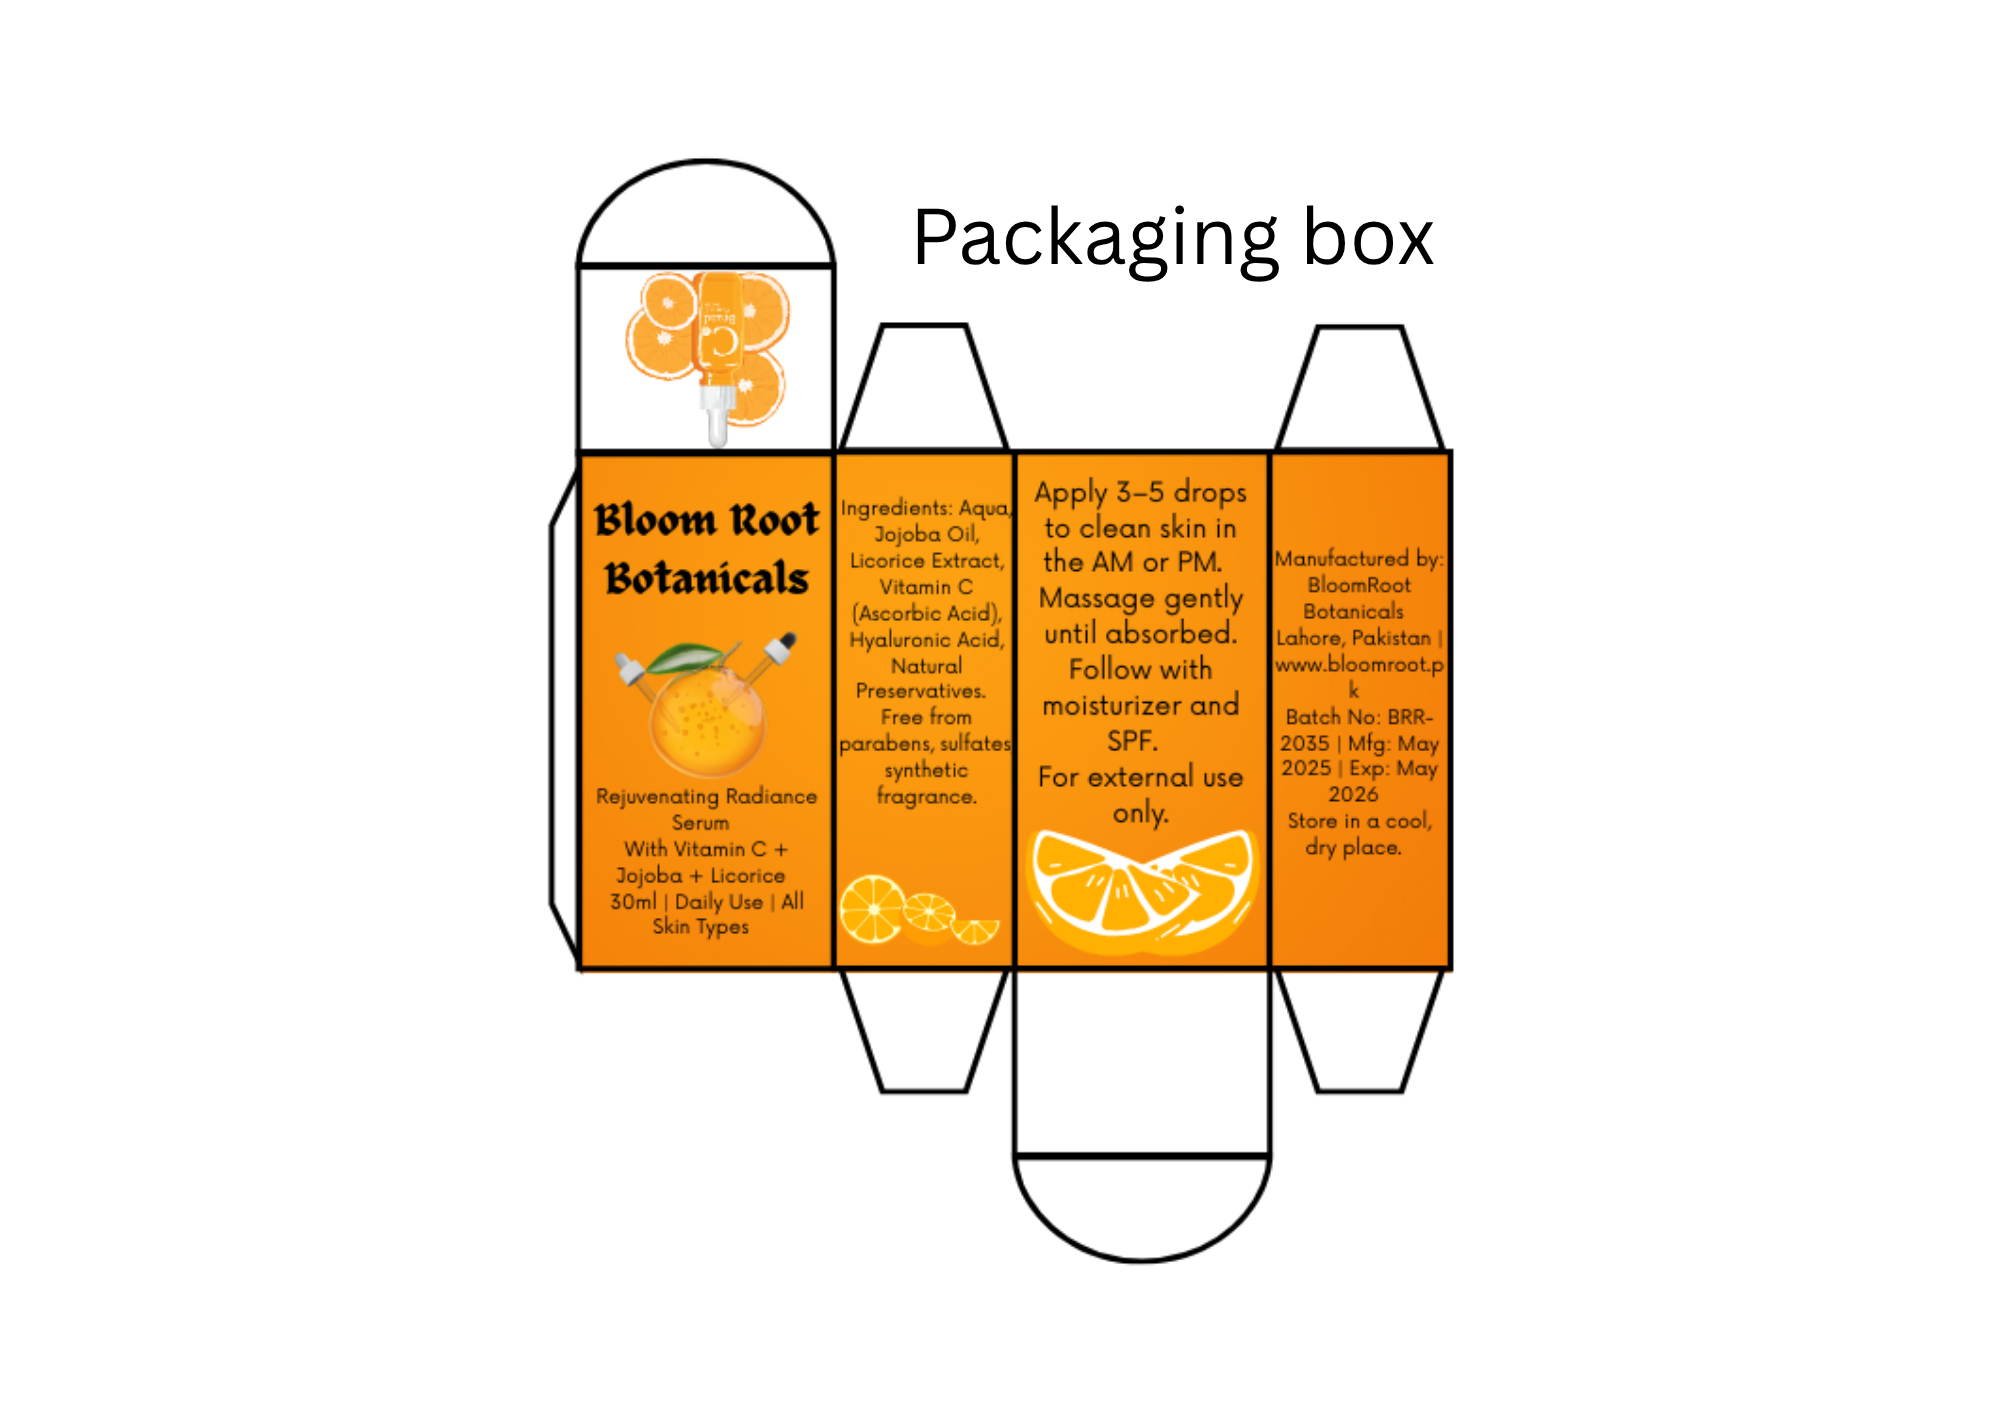 Packaging box
Bloom Root
Botanicals
Rejuvenating Radiance
Serum
With Vitamin C +
Jojoba + Licorice
30ml | Daily Use | All
Skin Types
Ingredients: Aqua,
Jojoba Oil,
Licorice Extract,
Vitamin C
(Ascorbic Acid),
Hyaluronic Acid,
Natural
Preservatives.
Free from
parabens, sulfates
synthetic
fragrance.
Apply 3–5 drops
to clean skin in
the AM or PM.
Massage gently
until absorbed.
Follow with
moisturizer and
SPF.
For external use
only.
Manufactured by:
BloomRoot
Botanicals
Lahore, Pakistan |
www.bloomroot.p
k
Batch No: BRR-
2035 | Mfg: May
2025 | Exp: May
2026
Store in a cool,
dry place.